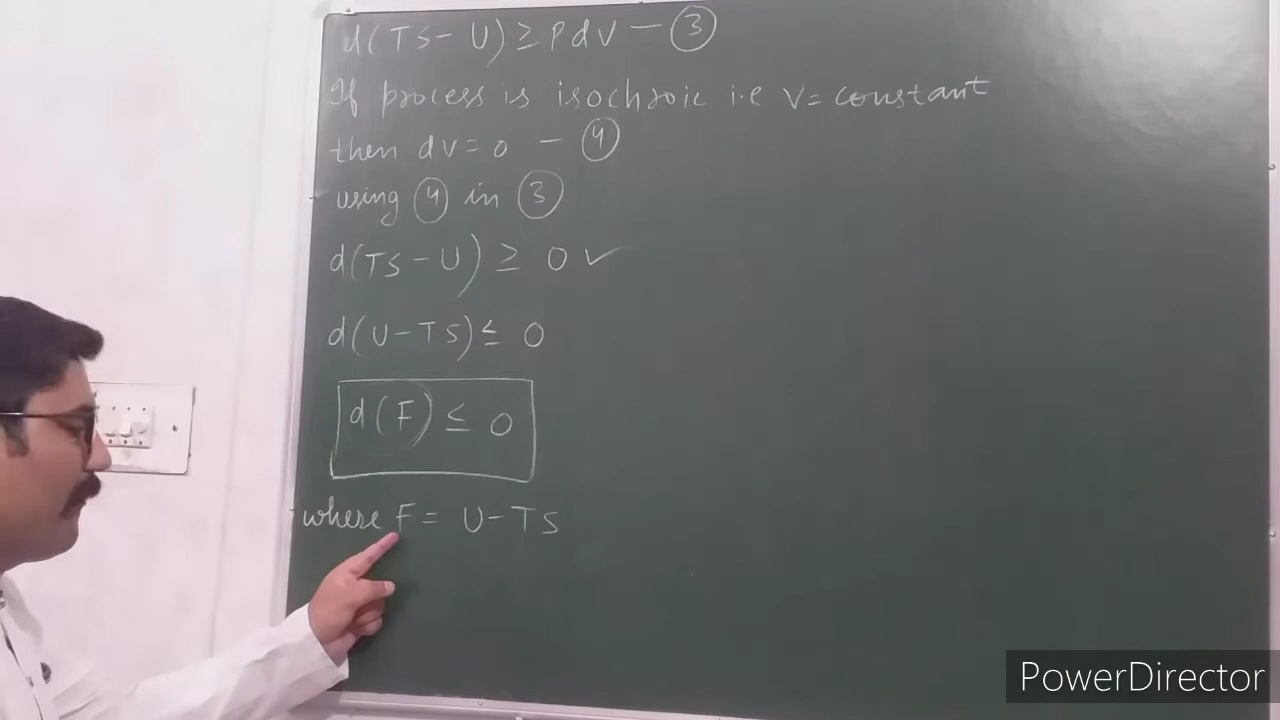 d(TS - U) ≥ PdV — ③
If process is isochoric i.e V = constant
then dv = 0 — ④
using ④ in ③
d(TS - U) ≥ 0 ✓
d(U - TS) ≤ 0
d(F) ≤ 0
where F = U - TS
PowerDirector